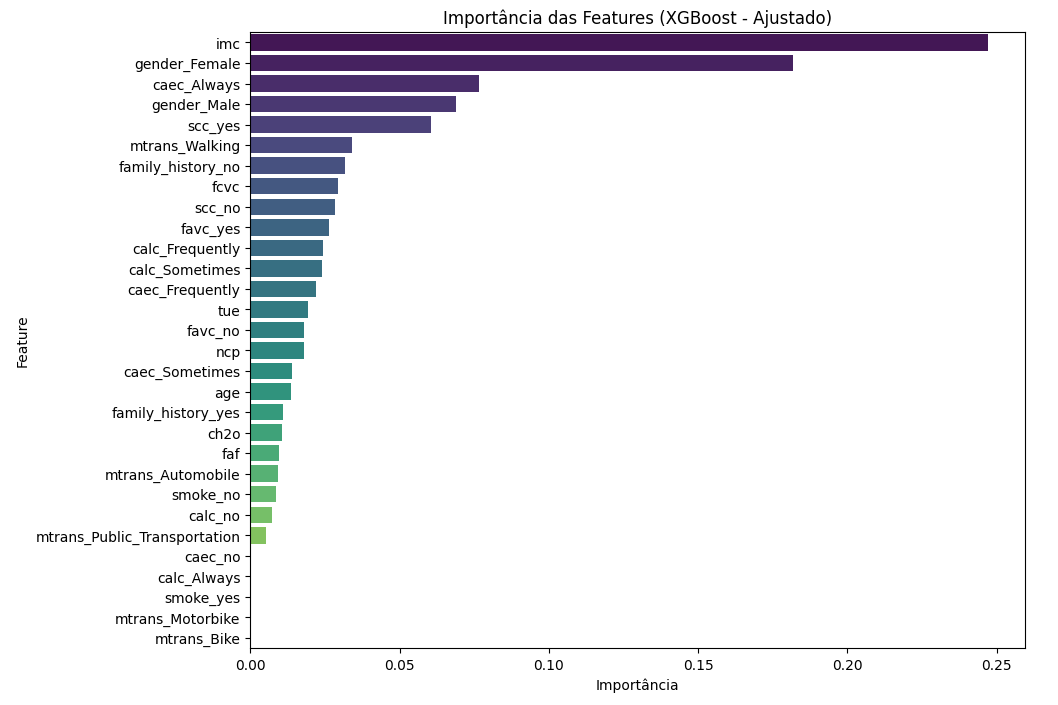 Importância das Features (XGBoost - Ajustado)
Feature
imc
gender_Female
caec_Always
gender_Male
scc_yes
mtrans_Walking
family_history_no
fcvc
scc_no
favc_yes
calc_Frequently
calc_Sometimes
caec_Frequently
tue
favc_no
ncp
caec_Sometimes
age
family_history_yes
ch2o
faf
mtrans_Automobile
smoke_no
calc_no
mtrans_Public_Transportation
caec_no
calc_Always
smoke_yes
mtrans_Motorbike
mtrans_Bike
0.00 0.05 0.10 0.15 0.20 0.25
Importância